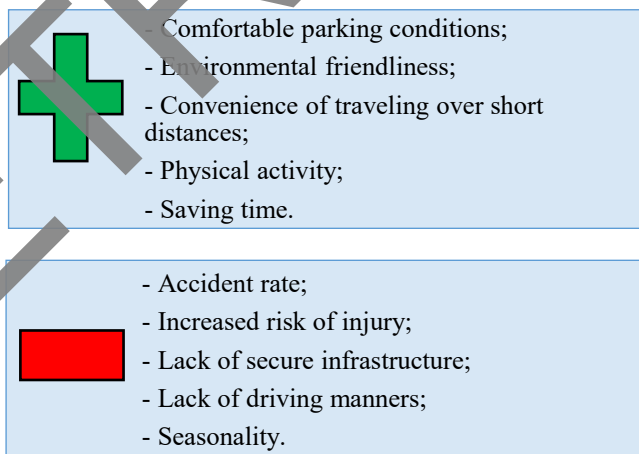 - Comfortable parking conditions;
- Environmental friendliness;
- Convenience of traveling over short
distances;
- Physical activity;
- Saving time.
- Accident rate;
- Increased risk of injury;
- Lack of secure infrastructure;
- Lack of driving manners;
- Seasonality.